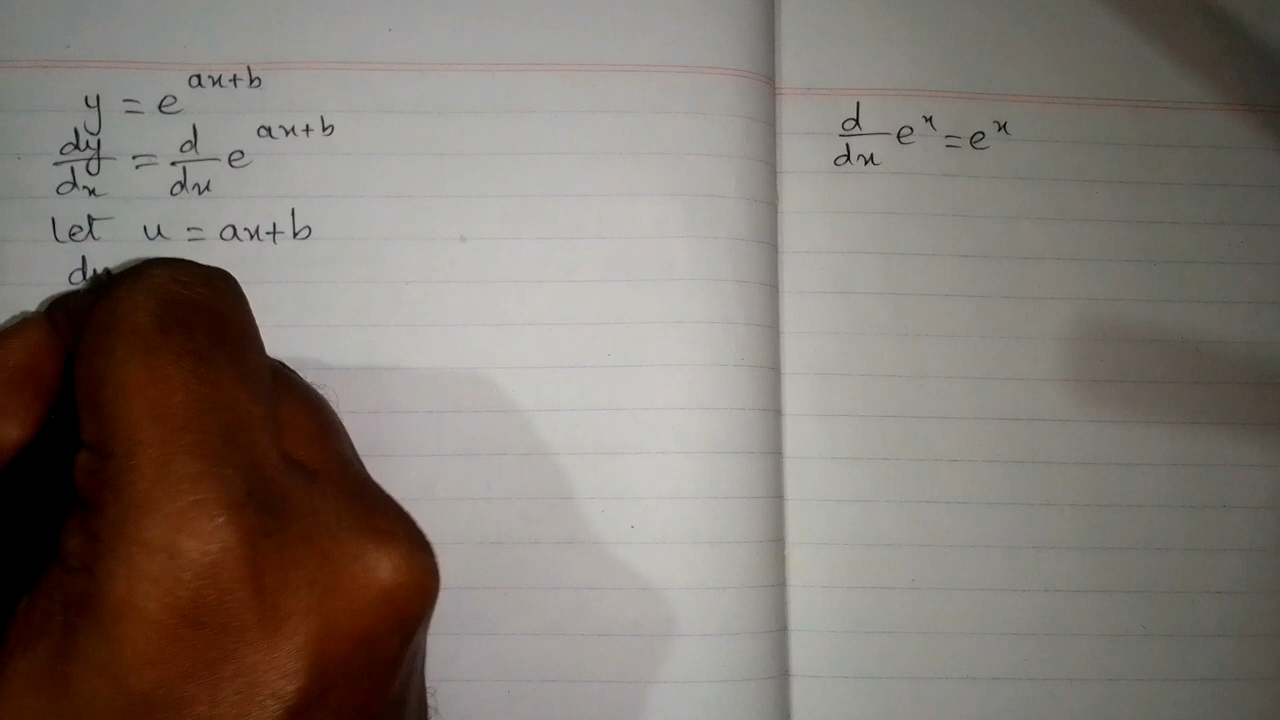 y = e^{ax+b}
dy/dx = d/dx e^{ax+b}
let u = ax+b
d/dx e^x = e^x